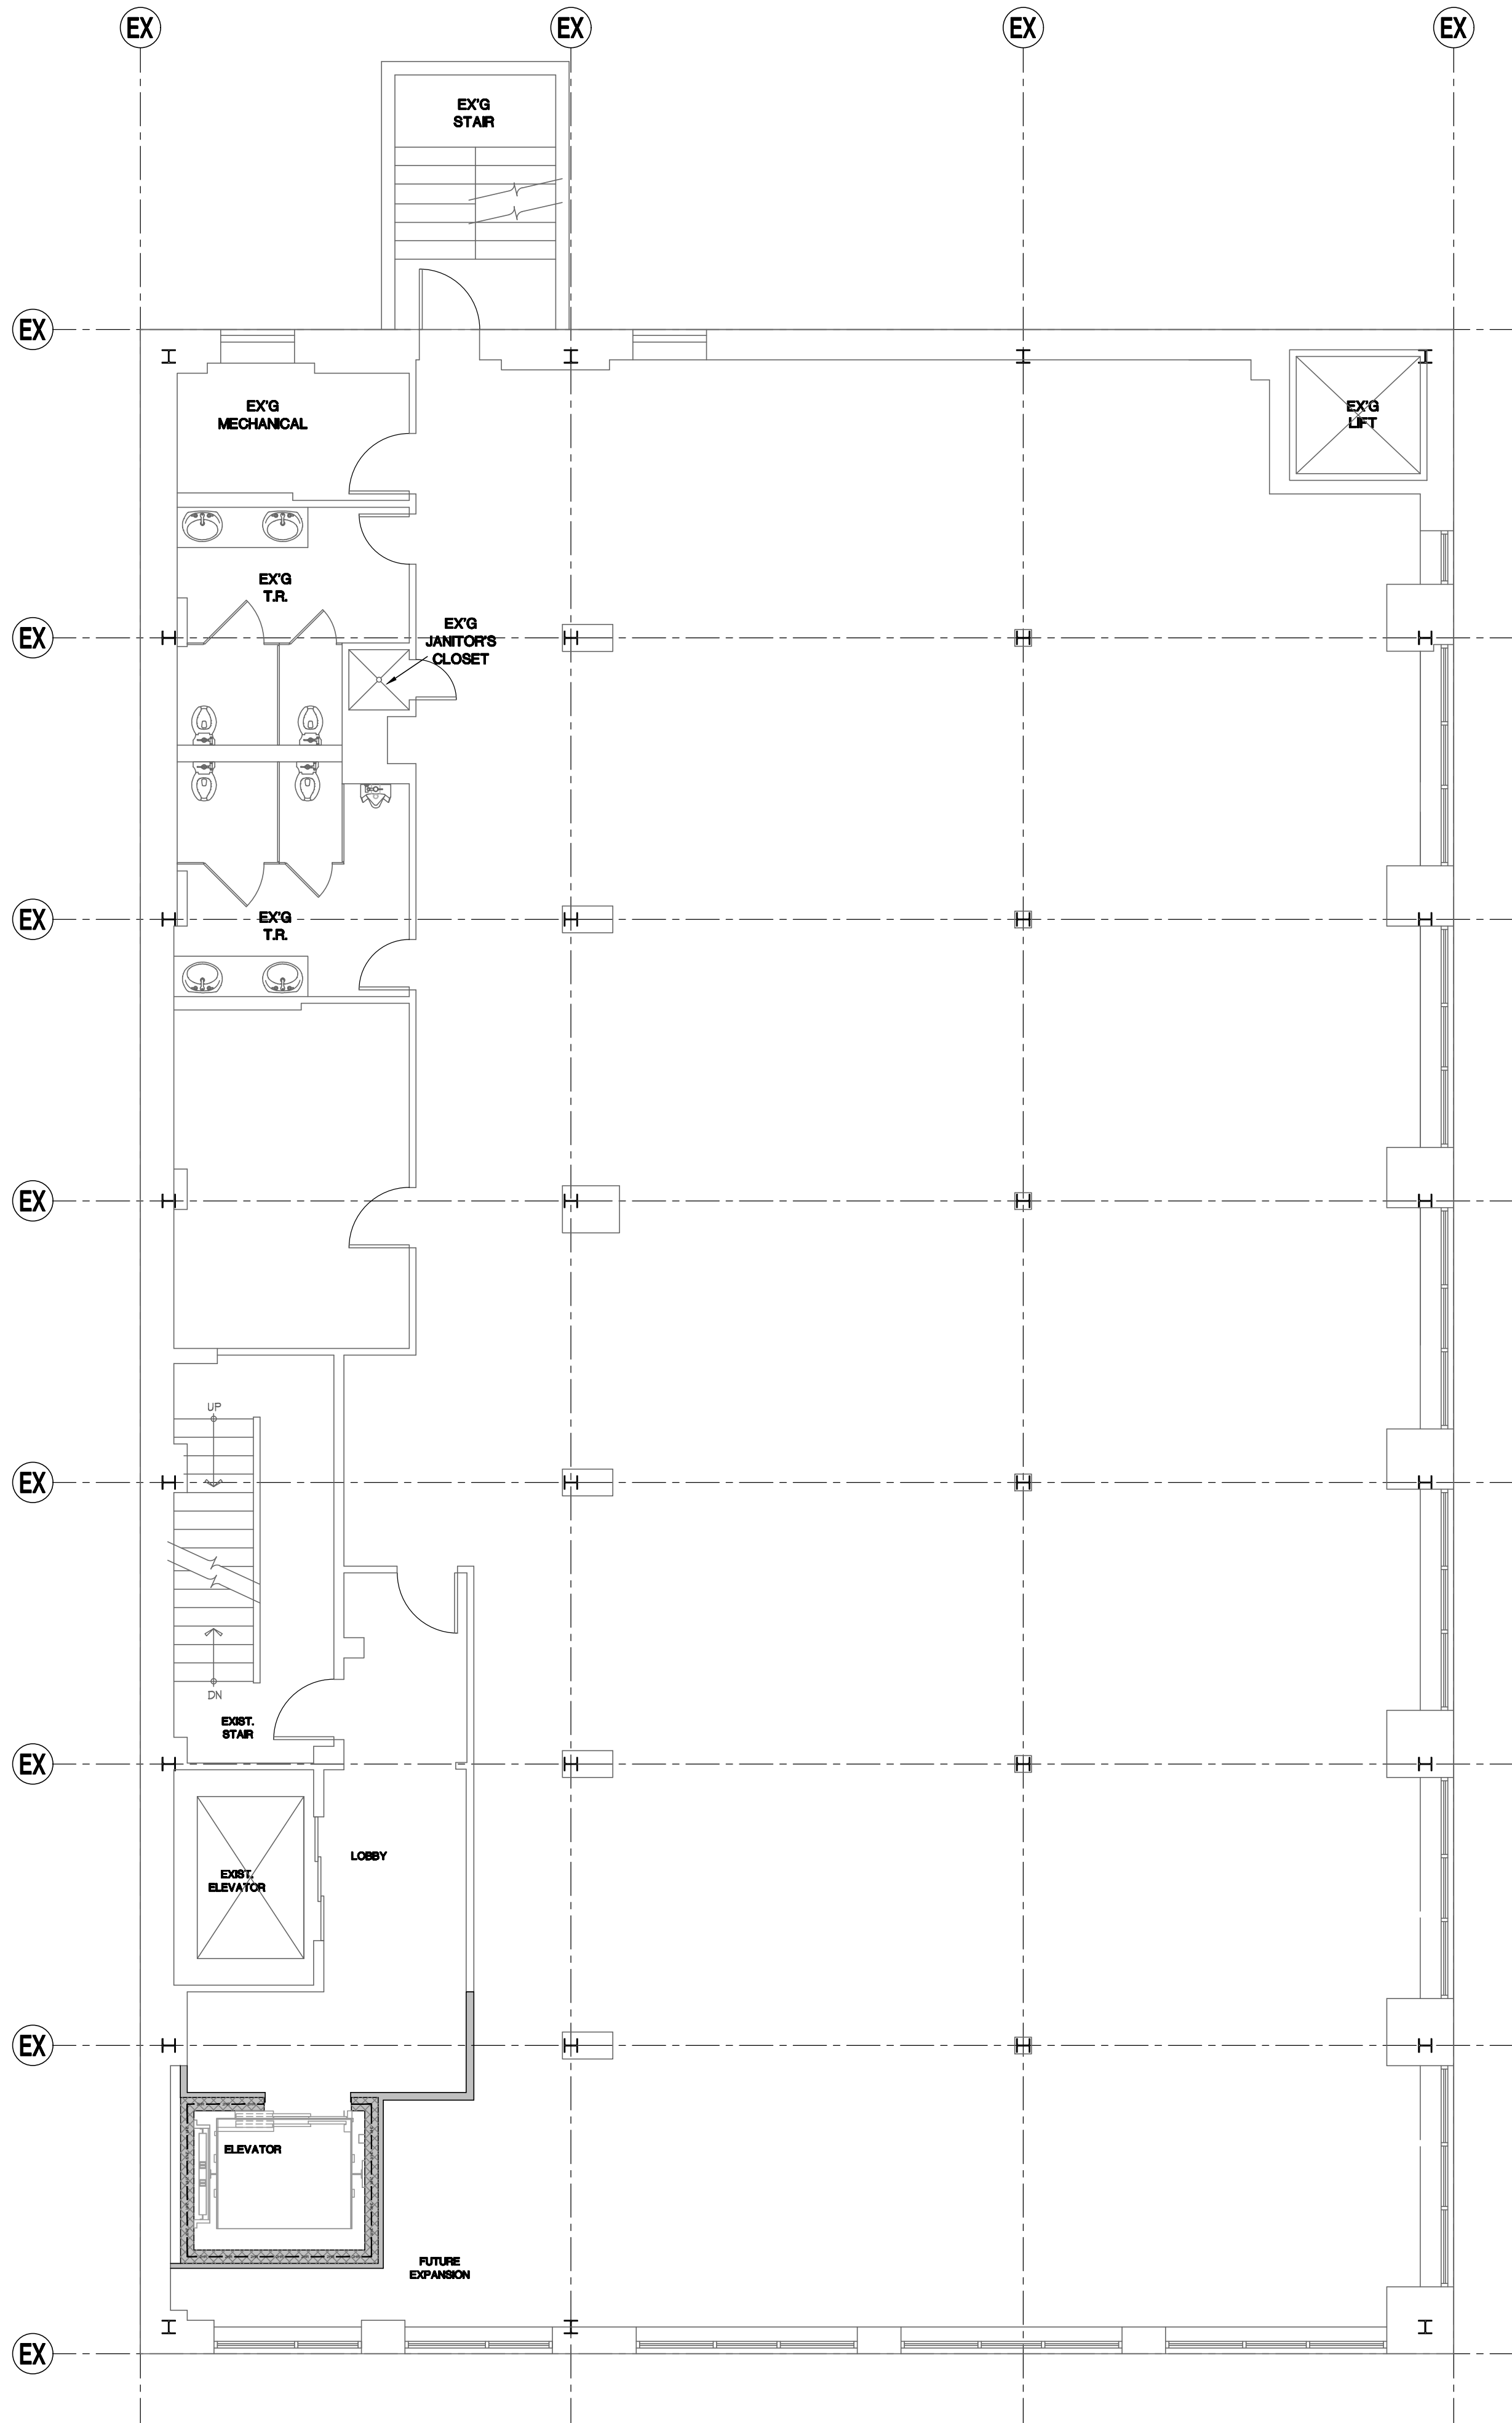 EX
EX
EX
EX
EX'G
STAIR
EX
EX'G
MECHANICAL
EX'G
LIFT
EX'G
T.R.
EX'G
JANITOR'S
CLOSET
EX
EX
EX'G
T.R.
EX
UP
EX
DN
EXIST.
STAIR
EX
LOBBY
EXIST.
ELEVATOR
EX
ELEVATOR
FUTURE
EXPANSION
EX